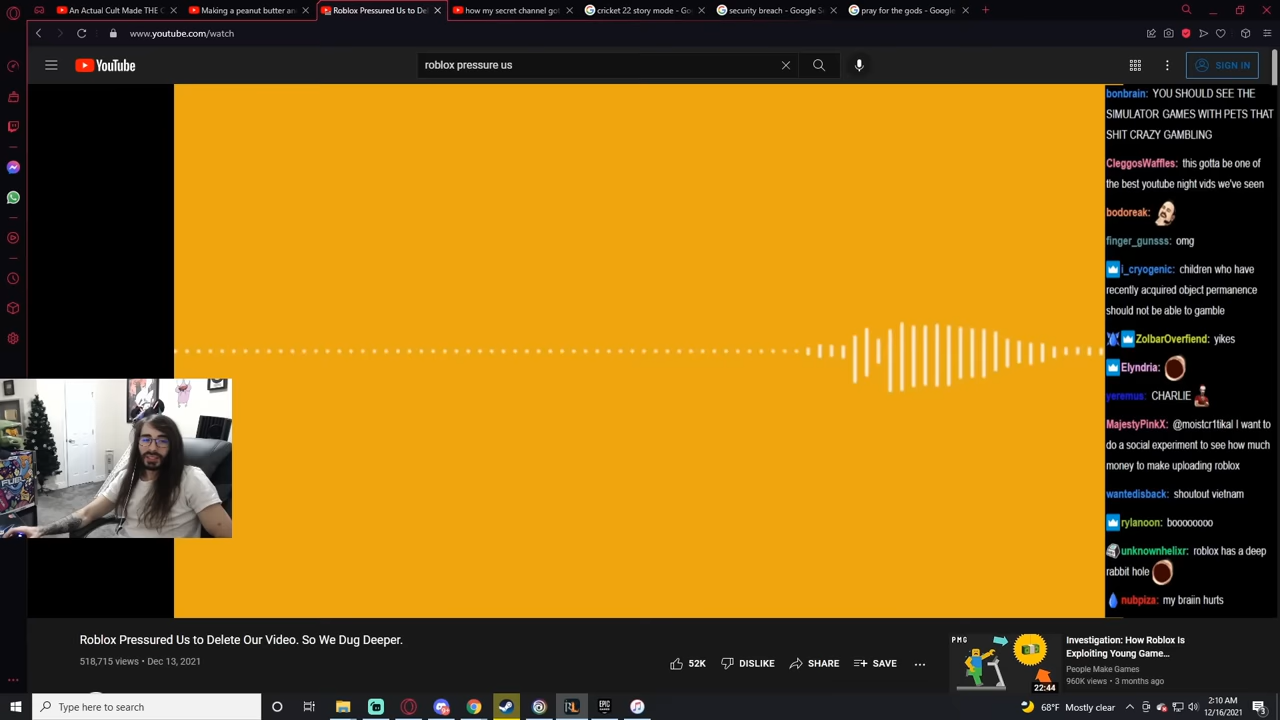 An Actual Cult Made THE C
Making a peanut butter an
Roblox Pressured Us to Del
how my secret channel got
cricket 22 story mode - Go
security breach - Google S
pray for the gods - Google
www.youtube.com/watch
YouTube
roblox pressure us
SIGN IN
bonbrain: YOU SHOULD SEE THE
SIMULATOR GAMES WITH PETS THAT
SHIT CRAZY GAMBLING
CleggosWaffles: this gotta be one of
the best youtube night vids we've seen
bodoreak:
finger_gunsss: omg
i_cryogenic: children who have
recently acquired object permanence
should not be able to gamble
ZolbarOverfiend: yikes
Elyndria:
yeremus: CHARLIE
MajestyPinkX: @moistcr1tikal I want to
do a social experiment to see how much
money to make uploading roblox
wantedisback: shoutout vietnam
rylanoon: boooooooo
unknownhelixr: roblox has a deep
rabbit hole
nubpiza: my braiin hurts
FUEL
Roblox Pressured Us to Delete Our Video. So We Dug Deeper.
518,715 views • Dec 13, 2021
52K
DISLIKE
SHARE
SAVE
PMG
22:44
Investigation: How Roblox Is
Exploiting Young Game...
People Make Games
960K views • 3 months ago
Type here to search
EPIC
68°F Mostly clear
2:10 AM
12/16/2021